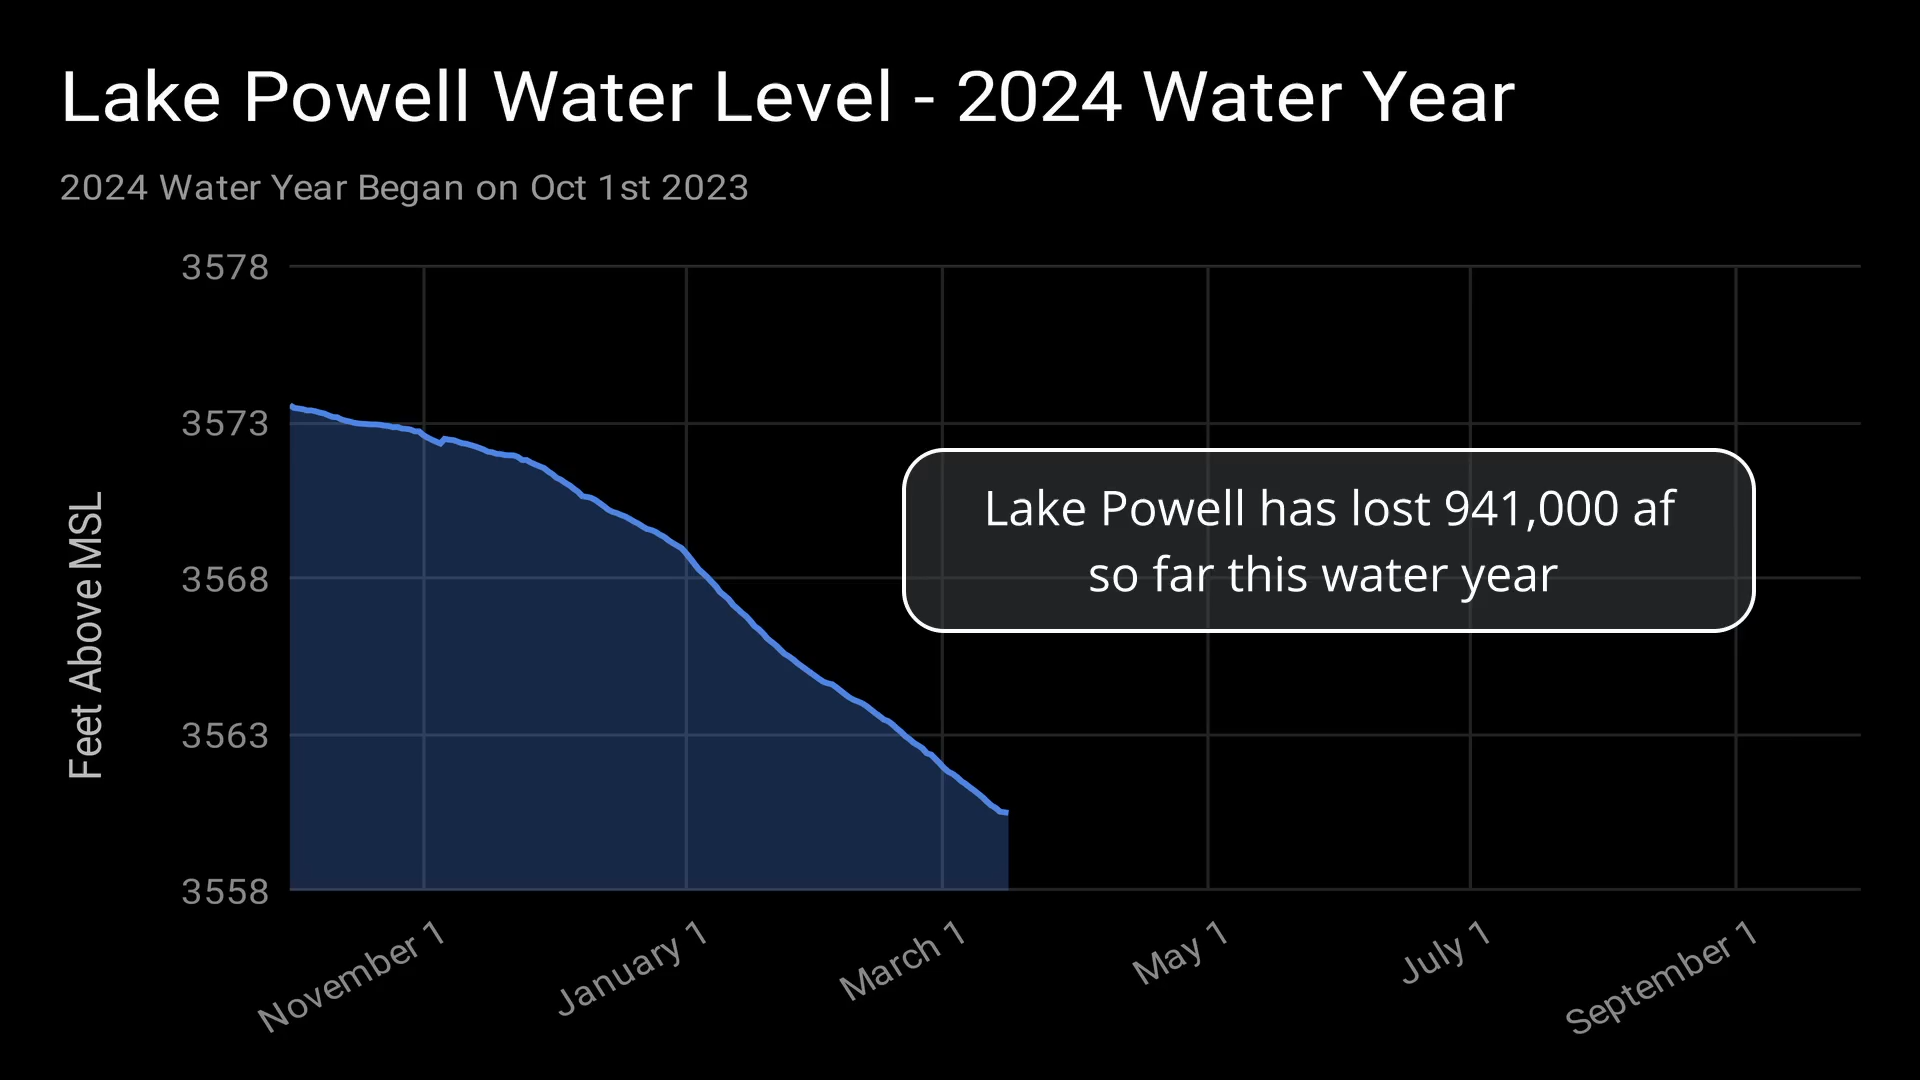 Lake Powell Water Level - 2024 Water Year
2024 Water Year Began on Oct 1st 2023
Feet Above MSL
3578
3573
3568
3563
3558
Lake Powell has lost 941,000 af
so far this water year
November 1
January 1
March 1
May 1
July 1
September 1